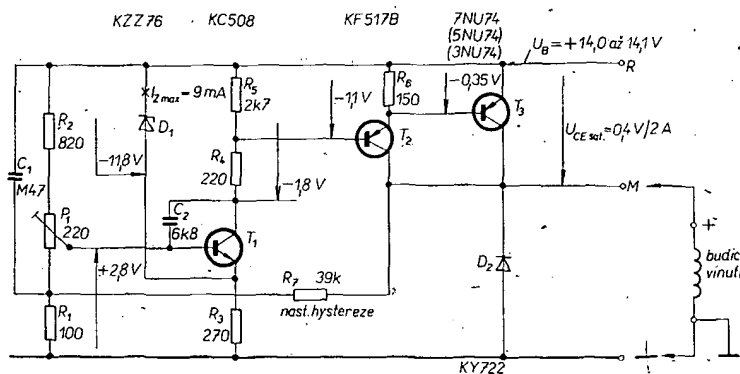 KZZ76 KC508 KF517B 7NU74
(5NU74)
(3NU74)
U_B = +14,0 až 14,1 V
R
×I_Z max = 9 mA
R5
2k7
R6
150
-0,35 V
-1,1 V
T3
R2
820
D1
T2
U_CE sat. = 0,4 V/2 A
C1
M47
-11,8 V
R4
220
-1,8 V
M
P1
220
C2
6k8
T1
+
budicí
vinutí
+2,8 V
R7 39k
D2
nast. hystereze
R1
100
R3
270
KY722
-